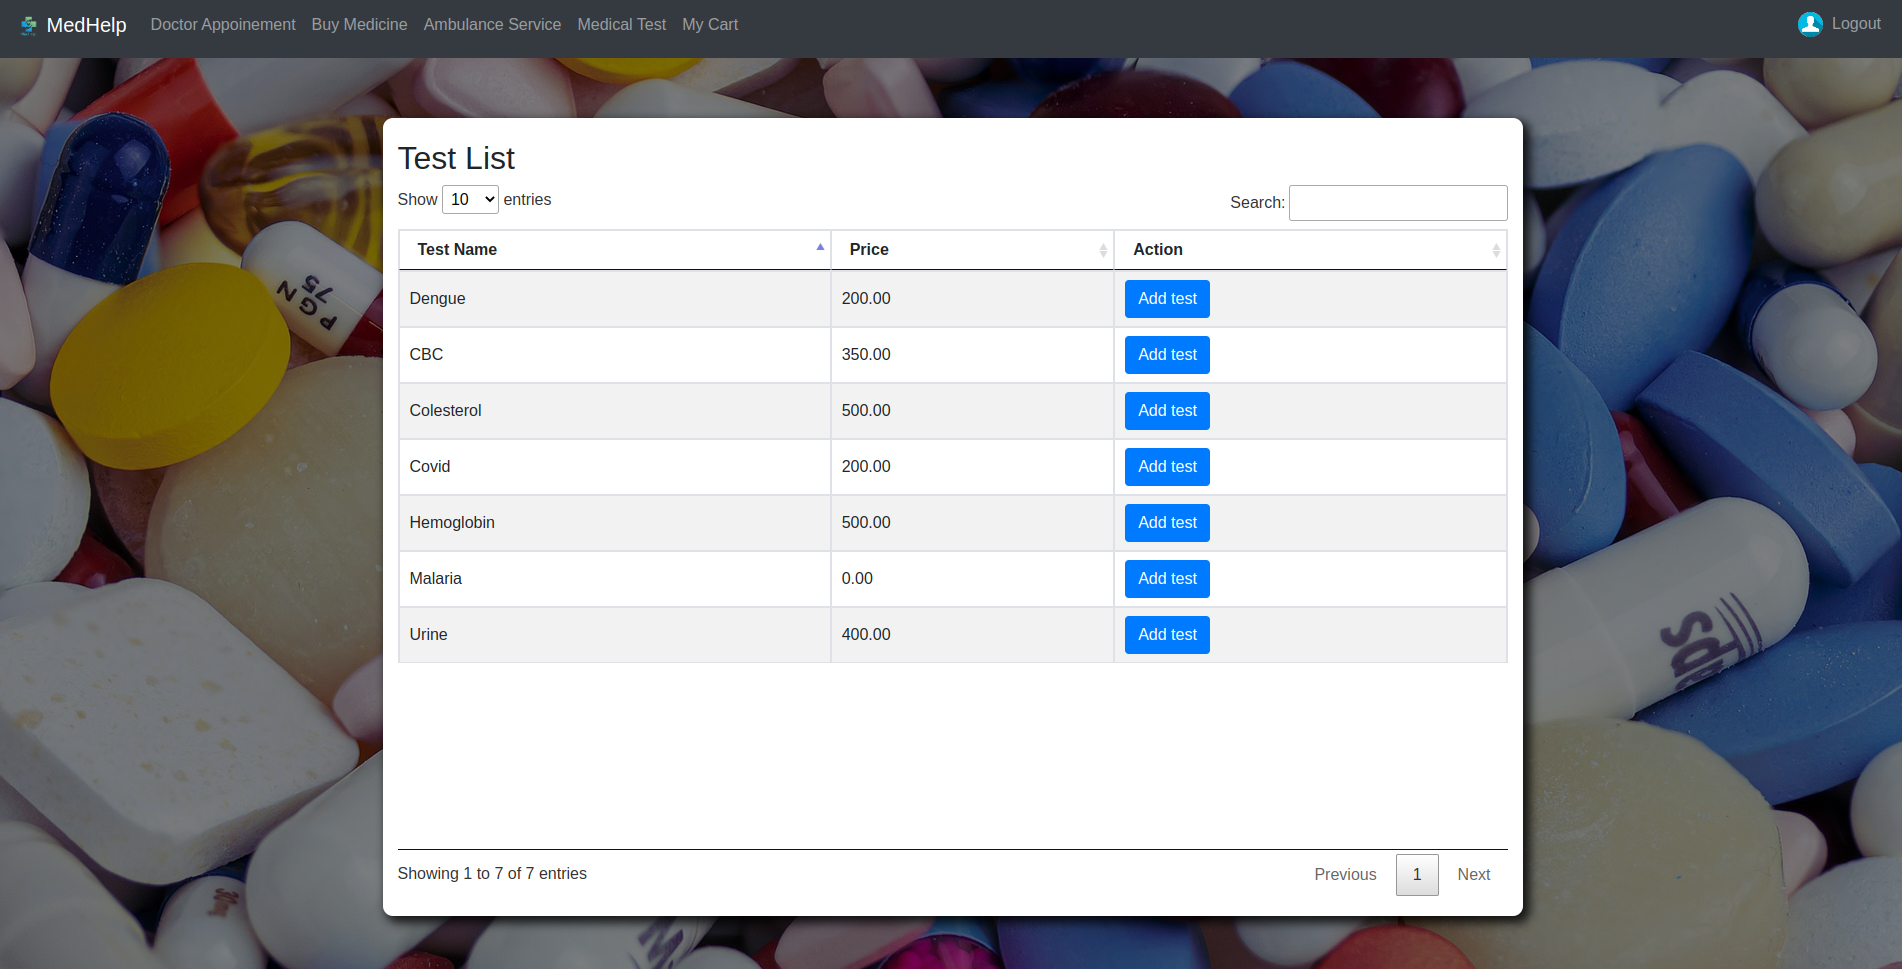 MedHelp Doctor Appoinement Buy Medicine Ambulance Service Medical Test My Cart Logout
Test List
Show 10 entries Search:
Test Name Price Action
Dengue 200.00 Add test
CBC 350.00 Add test
Colesterol 500.00 Add test
Covid 200.00 Add test
Hemoglobin 500.00 Add test
Malaria 0.00 Add test
Urine 400.00 Add test
Showing 1 to 7 of 7 entries Previous 1 Next
PGN
75